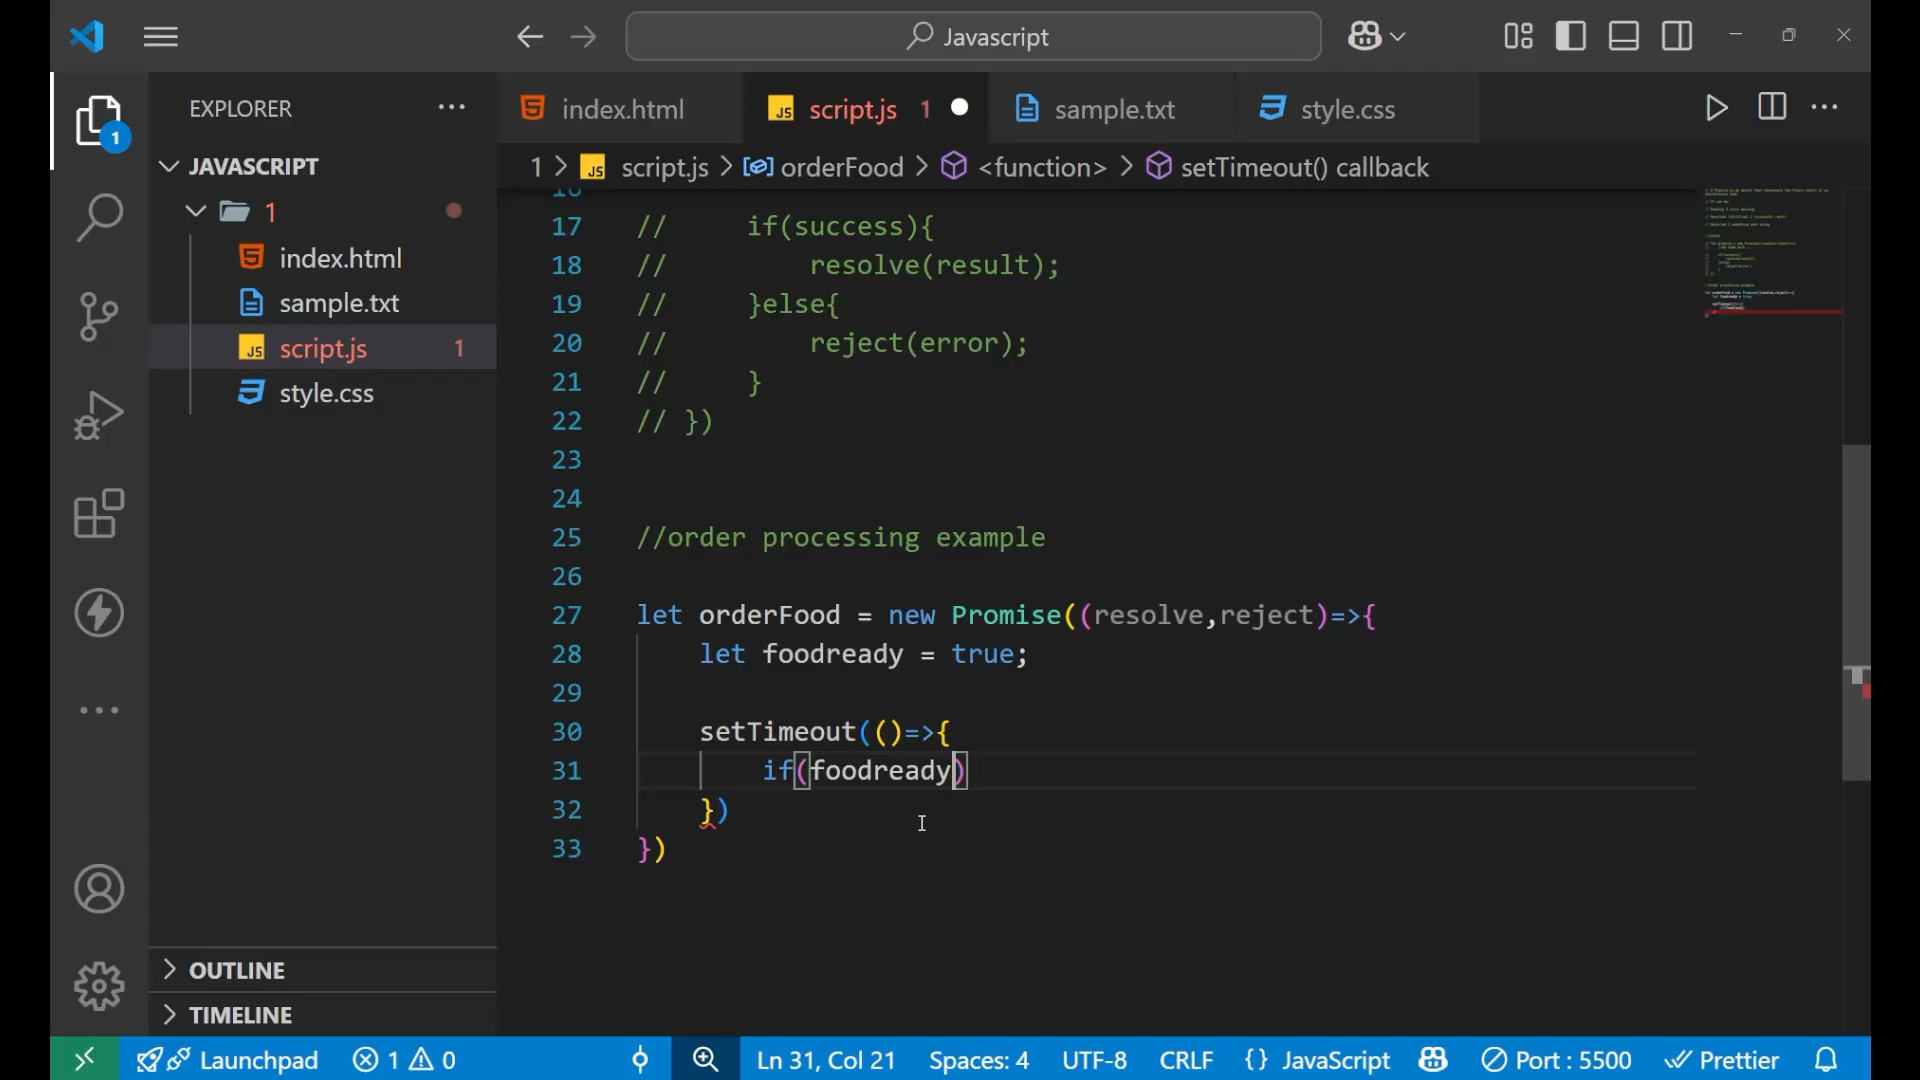 Javascript
EXPLORER
index.html
script.js 1
sample.txt
style.css
1
JAVASCRIPT
1 > script.js > orderFood > <function> > setTimeout() callback
1
index.html
sample.txt
script.js 1
style.css
17 // if(success){
18 // resolve(result);
19 // }else{
20 // reject(error);
21 // }
22 // })
23
24
25 //order processing example
26
27 let orderFood = new Promise((resolve,reject)=>{
28 let foodready = true;
29
30 setTimeout(()=>{
31 if(foodready)
32 })
33 })
OUTLINE
TIMELINE
Launchpad 1 0 Ln 31, Col 21 Spaces: 4 UTF-8 CRLF {} JavaScript Port : 5500 Prettier